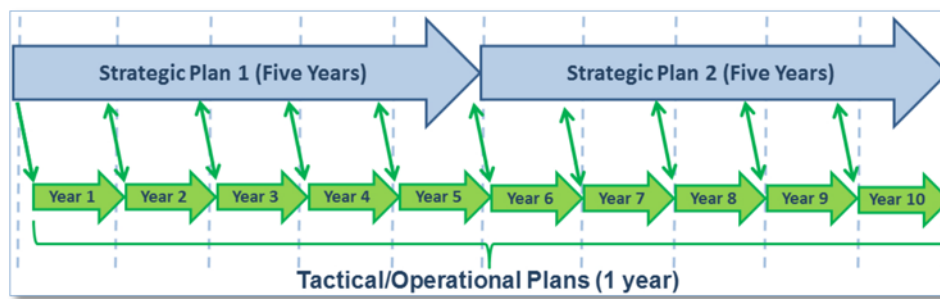 Strategic Plan 1 (Five Years)
Strategic Plan 2 (Five Years)
Year 1
Year 2
Year 3
Year 4
Year 5
Year 6
Year 7
Year 8
Year 9
Year 10
Tactical/Operational Plans (1 year)